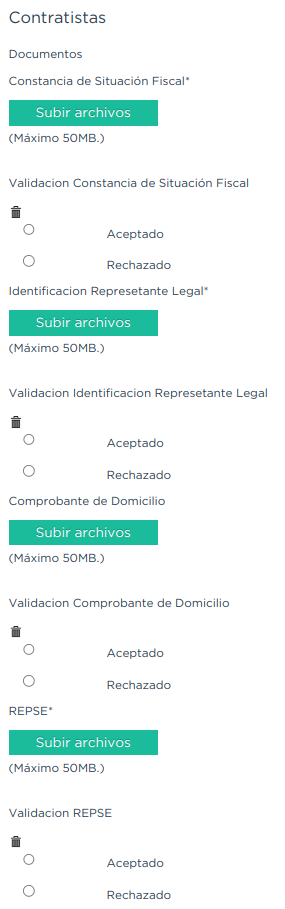 Contratistas
Documentos
Constancia de Situación Fiscal*
Subir archivos
(Máximo 50MB.)
Validacion Constancia de Situación Fiscal
Aceptado
Rechazado
Identificacion Represetante Legal*
Subir archivos
(Máximo 50MB.)
Validacion Identificacion Represetante Legal
Aceptado
Rechazado
Comprobante de Domicilio
Subir archivos
(Máximo 50MB.)
Validacion Comprobante de Domicilio
Aceptado
Rechazado
REPSE*
Subir archivos
(Máximo 50MB.)
Validacion REPSE
Aceptado
Rechazado